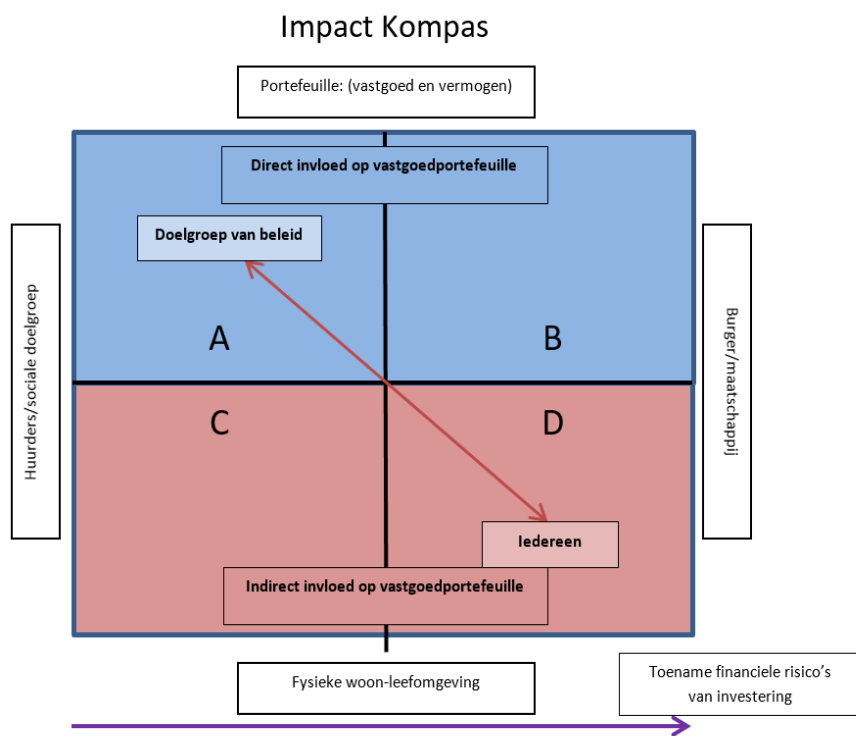 Impact Kompas
Portefeuille: (vastgoed en vermogen)
Direct invloed op vastgoedportefeuille
Doelgroep van beleid
Huurders/sociale doelgroep
Burger/maatschappij
A
B
C
D
Iedereen
Indirect invloed op vastgoedportefeuille
Fysieke woon-leefomgeving
Toename financiele risico's
van investering